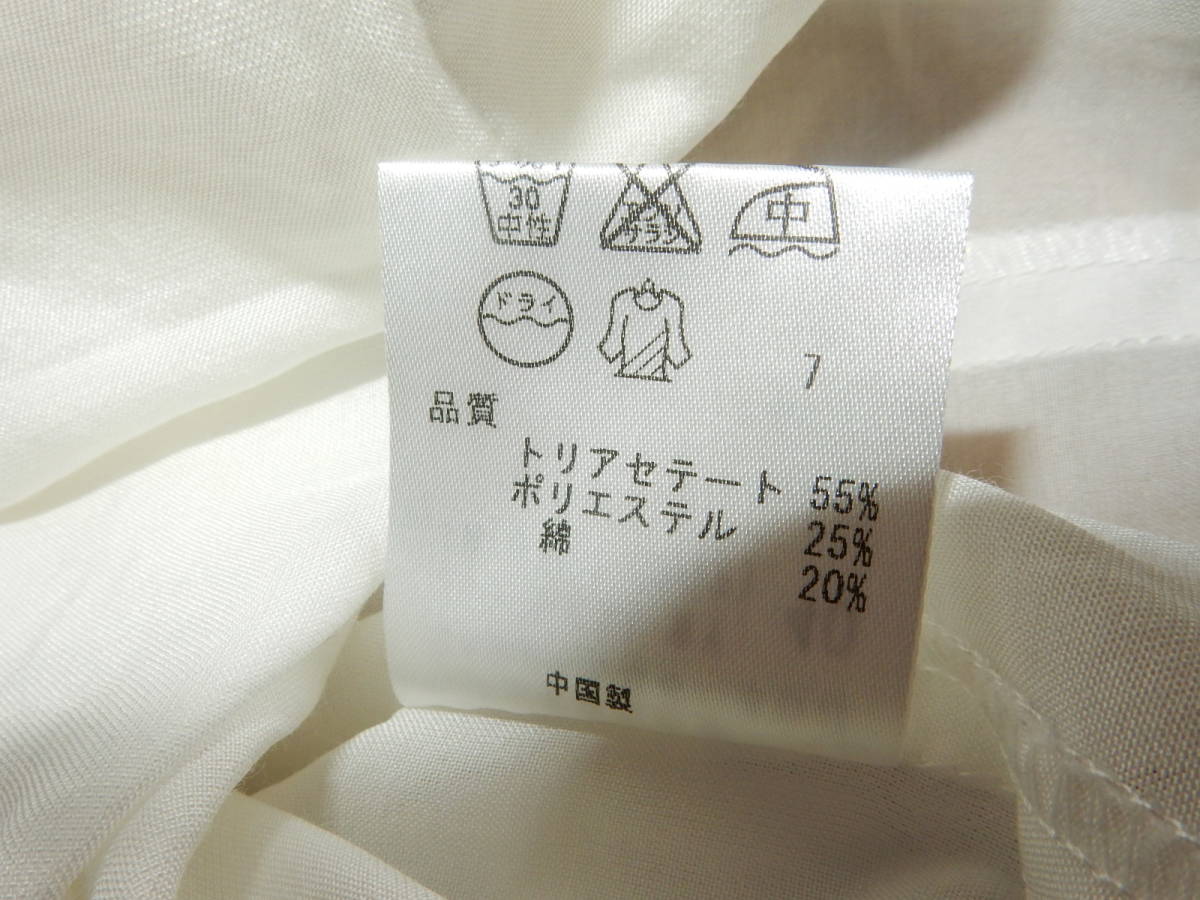 30
中性
中
ドライ
7
品質
トリアセテート 55%
ポリエステル 25%
綿 20%
中国製